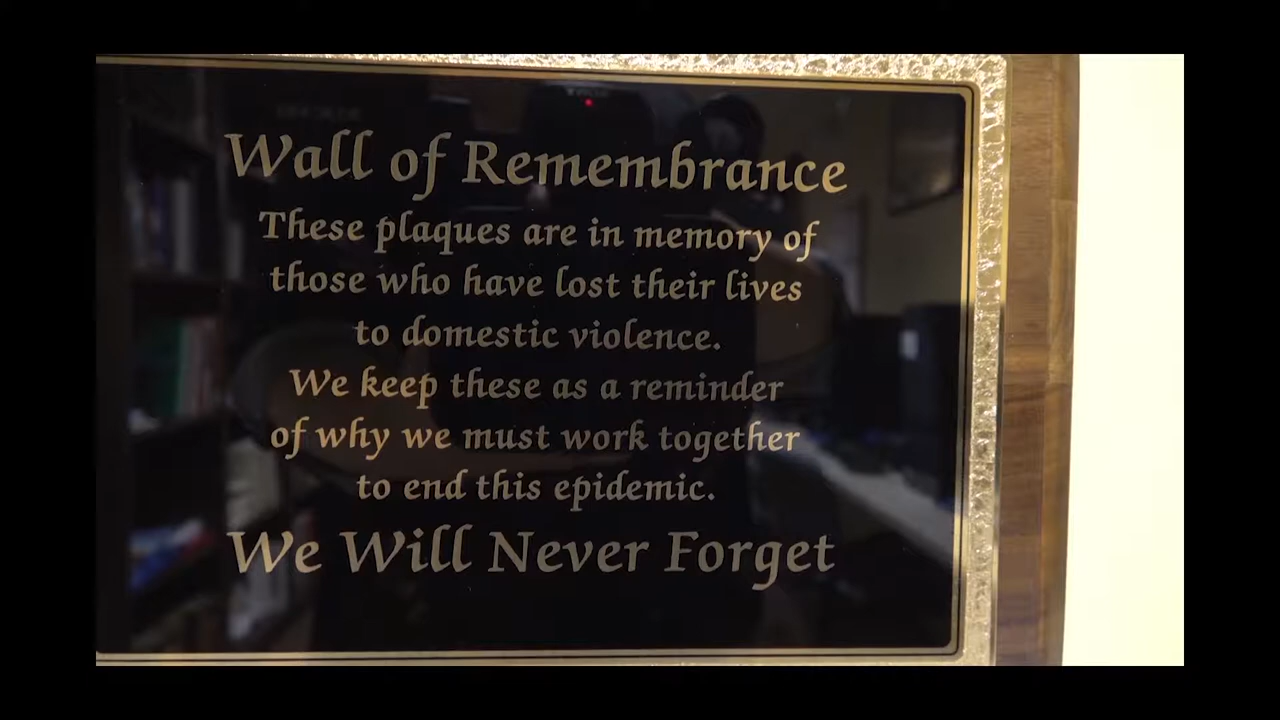 Wall of Remembrance
These plaques are in memory of
those who have lost their lives
to domestic violence.
We keep these as a reminder
of why we must work together
to end this epidemic.
We Will Never Forget